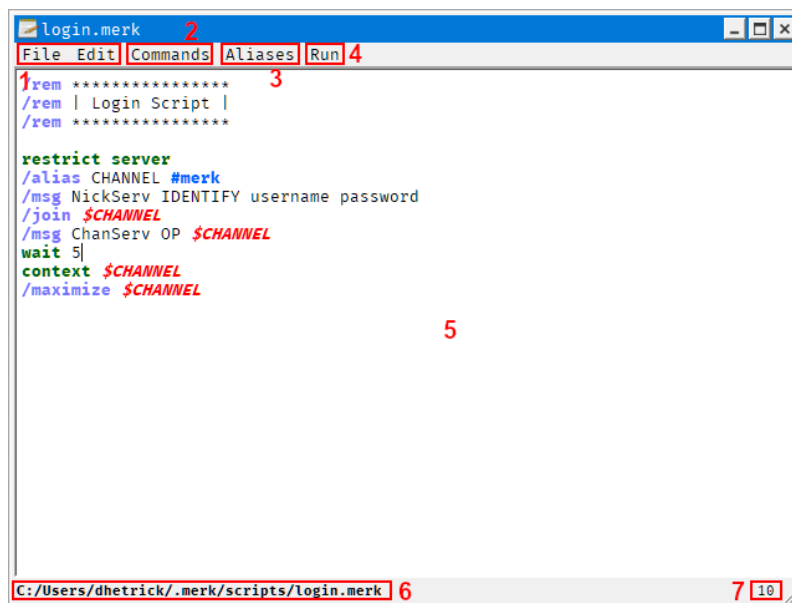 login.merk
2
File Edit Commands Aliases Run 4
1 3
/rem ****************
/rem | Login Script |
/rem ****************
restrict server
/alias CHANNEL #merk
/msg NickServ IDENTIFY username password
/join $CHANNEL
/msg ChanServ OP $CHANNEL
wait 5
context $CHANNEL
/maximize $CHANNEL
5
C:/Users/dhetrick/.merk/scripts/login.merk 6 7 10